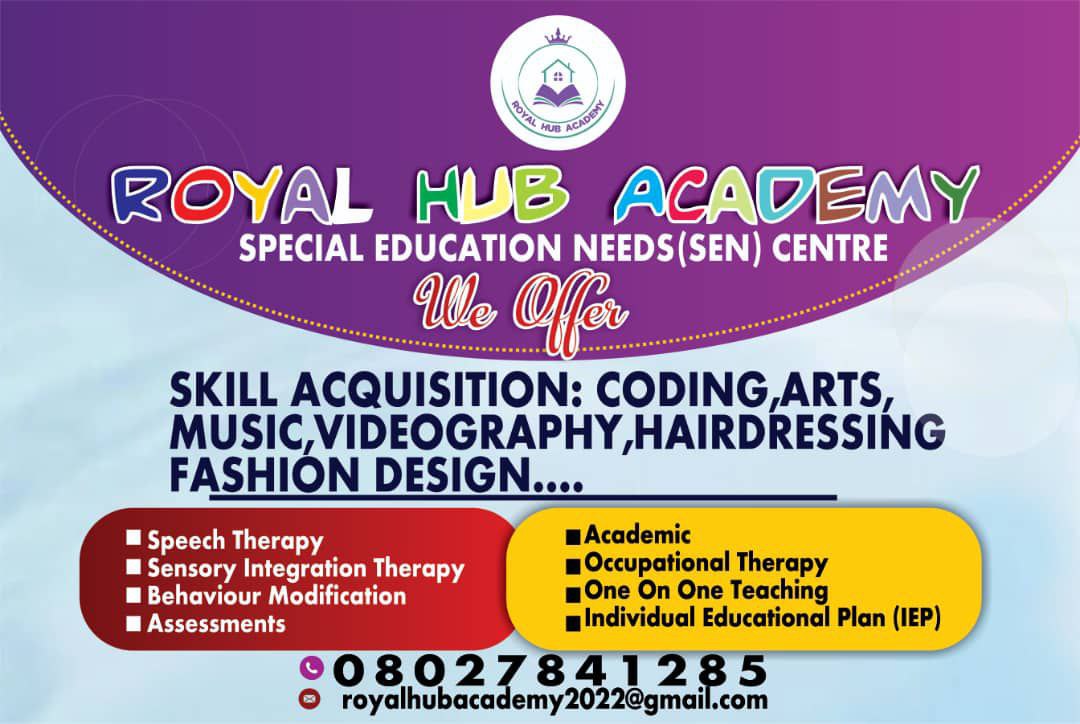 ROYAL HUB ACADEMY
ROYAL HUB ACADEMY
SPECIAL EDUCATION NEEDS(SEN) CENTRE
We Offer
SKILL ACQUISITION: CODING,ARTS,
MUSIC,VIDEOGRAPHY,HAIRDRESSING
FASHION DESIGN....
Speech Therapy
Sensory Integration Therapy
Behaviour Modification
Assessments
Academic
Occupational Therapy
One On One Teaching
Individual Educational Plan (IEP)
08027841285
royalhubacademy2022@gmail.com